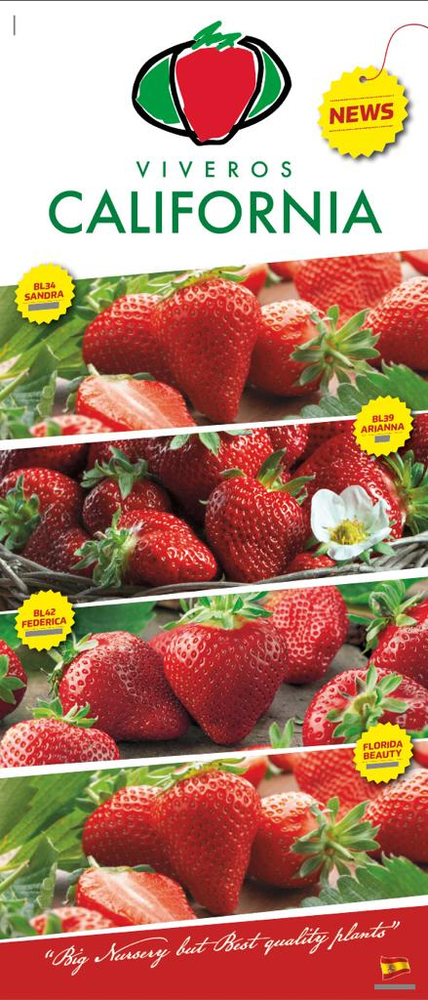 NEWS
VIVEROS
CALIFORNIA
BL34
SANDRA
BL39
ARIANNA
BL42
FEDERICA
FLORIDA
BEAUTY
"Big Nursery but Best quality plants"